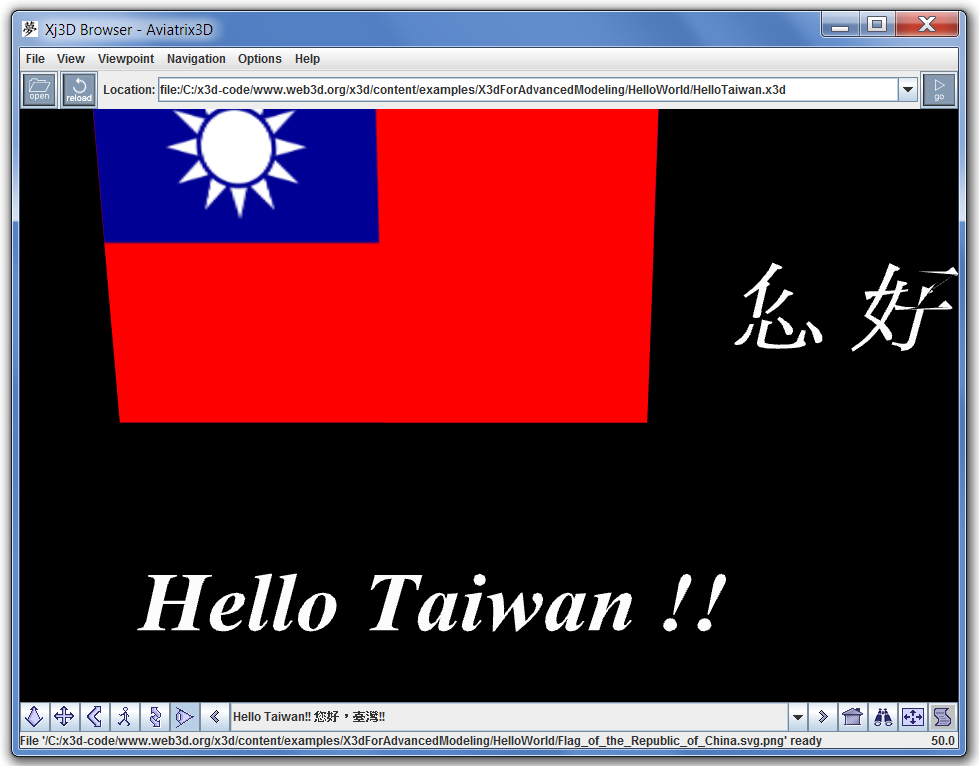 Xj3D Browser - Aviatrix3D
File View Viewpoint Navigation Options Help
open reload Location: file:/C:/x3d-code/www.web3d.org/x3d/content/examples/X3dForAdvancedModeling/HelloWorld/HelloTaiwan.x3d go
您 好
Hello Taiwan !!
Hello Taiwan!! 您好，臺灣!!
File '/C:/x3d-code/www.web3d.org/x3d/content/examples/X3dForAdvancedModeling/HelloWorld/Flag_of_the_Republic_of_China.svg.png' ready 50.0